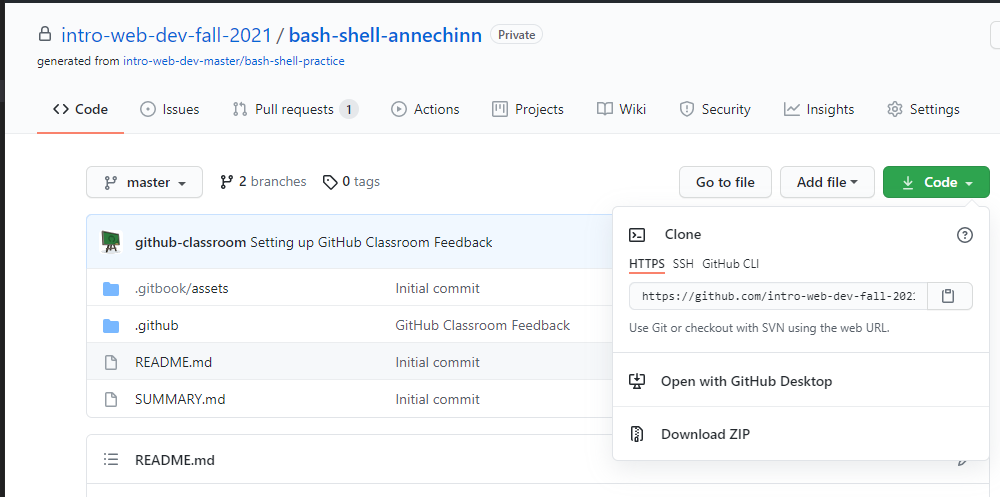 intro-web-dev-fall-2021 / bash-shell-annechinn Private
generated from intro-web-dev-master/bash-shell-practice
Code Issues Pull requests 1 Actions Projects Wiki Security Insights Settings
master 2 branches 0 tags Go to file Add file Code
github-classroom Setting up GitHub Classroom Feedback
.gitbook/assets Initial commit
.github GitHub Classroom Feedback
README.md Initial commit
SUMMARY.md Initial commit
README.md
Clone
HTTPS SSH GitHub CLI
https://github.com/intro-web-dev-fall-2021
Use Git or checkout with SVN using the web URL.
Open with GitHub Desktop
Download ZIP